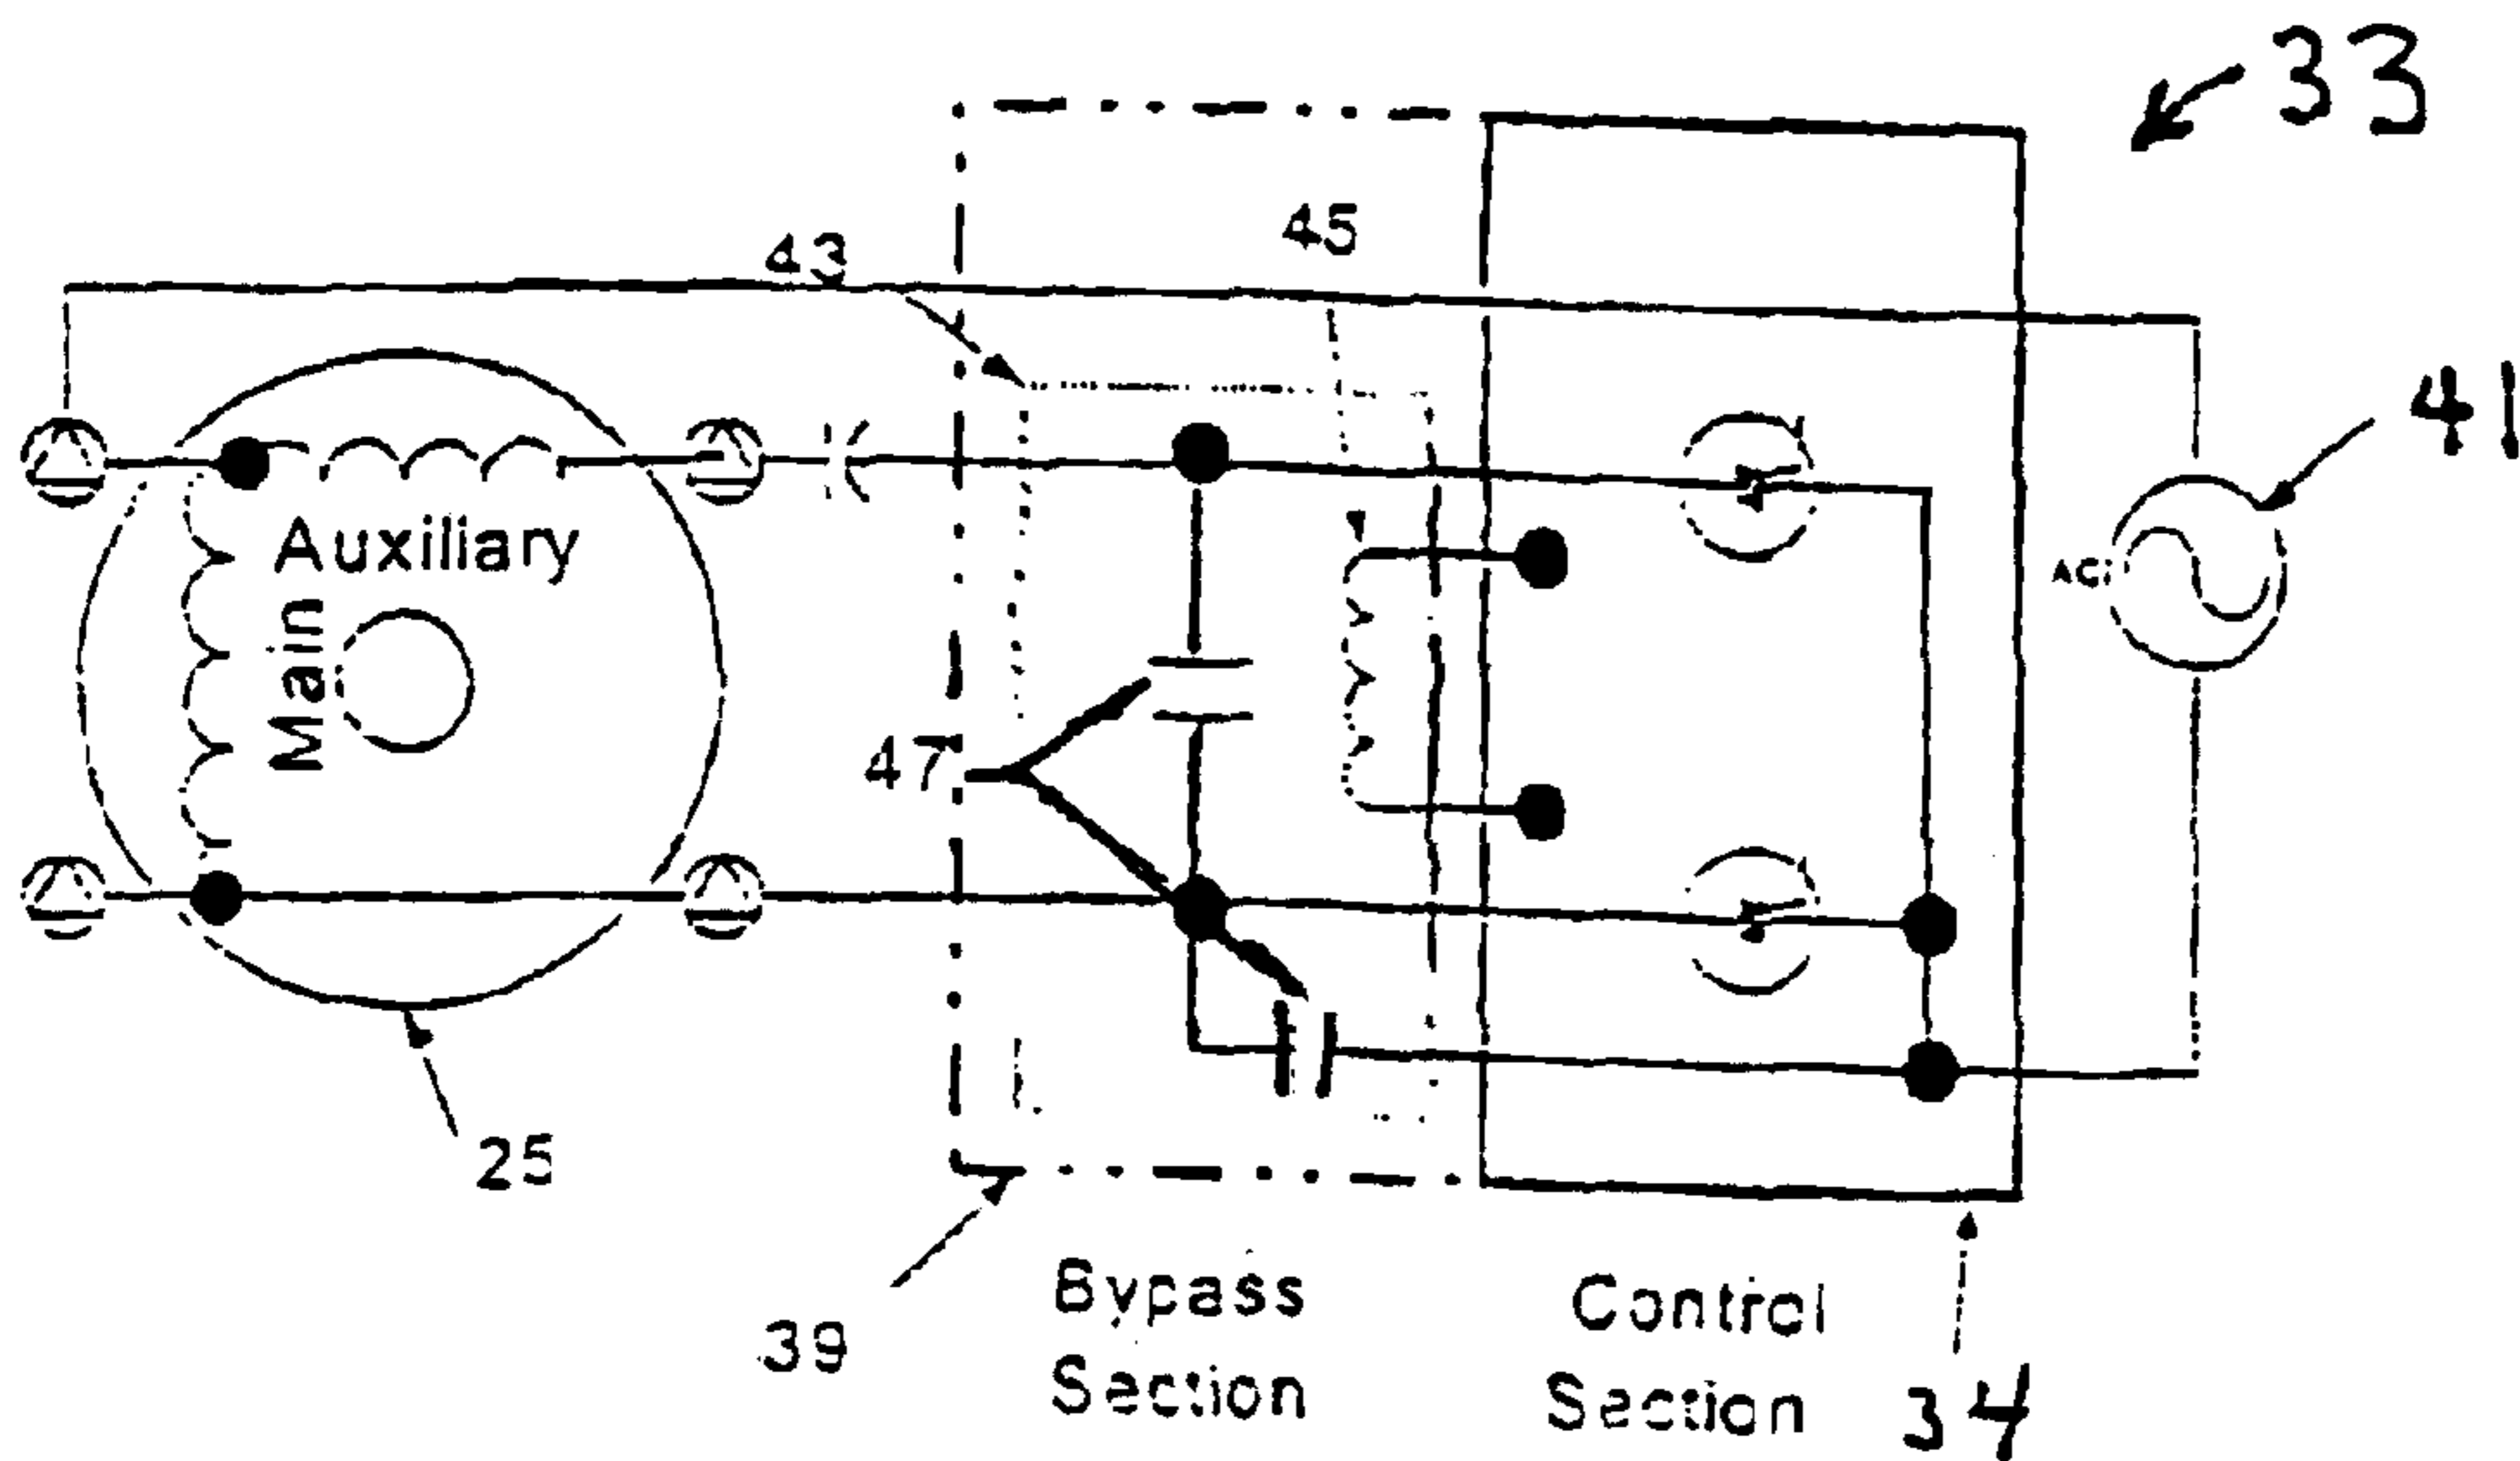 33
45
43
41
Auxiliary
AC
Main
47
25
Bypass
Section
Control
Section
39
34